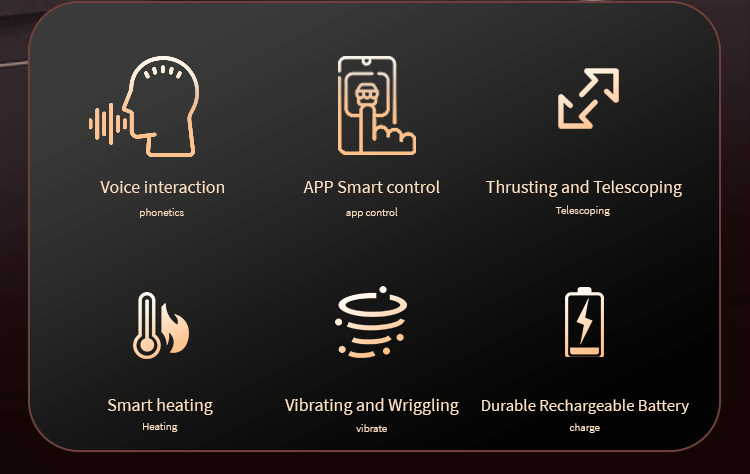 Voice interaction
phonetics
APP Smart control
app control
Thrusting and Telescoping
Telescoping
Smart heating
Heating
Vibrating and Wriggling
vibrate
Durable Rechargeable Battery
charge